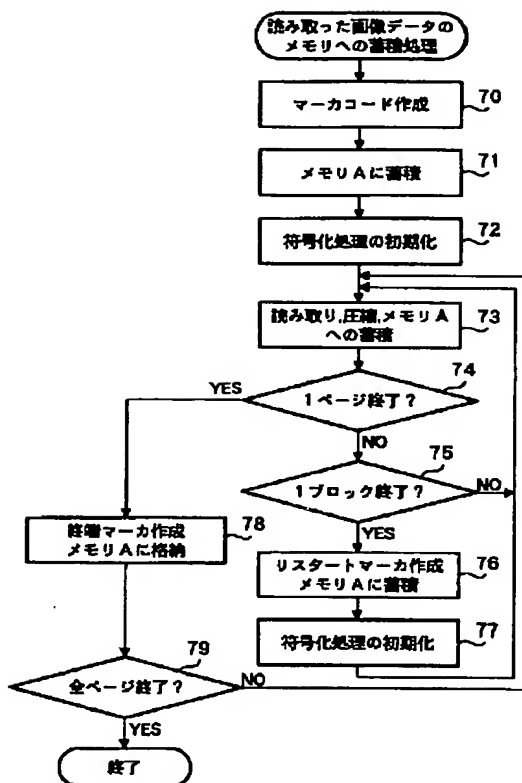 読み取った画像データの
メモリへの蓄積処理
70
マーカコード作成
71
メモリAに蓄積
72
符号化処理の初期化
73
読み取り,圧縮,メモリA
への蓄積
74
YES
1ページ終了?
NO
75
1ブロック終了?
NO
YES
78
終端マーカ作成
メモリAに格納
76
リスタートマーカ作成
メモリAに蓄積
77
符号化処理の初期化
79
全ページ終了?
NO
YES
終了